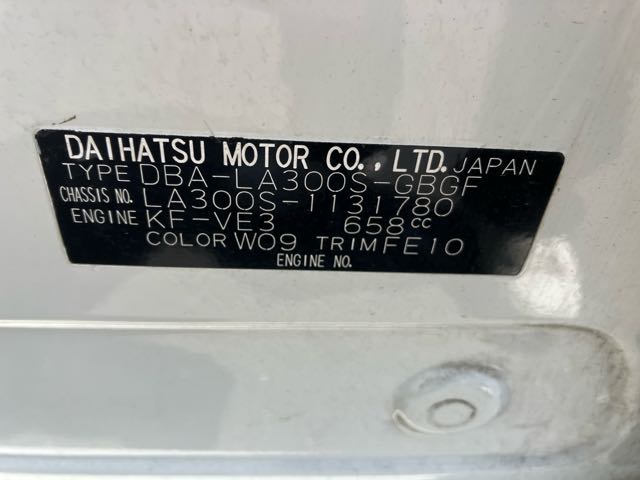 DAIHATSU MOTOR CO., LTD. JAPAN
TYPE DBA-LA300S-GBGF
CHASSIS NO. LA300S-1131780
ENGINE KF-VE3 658cc
COLOR W09 TRIM FE10
ENGINE NO.